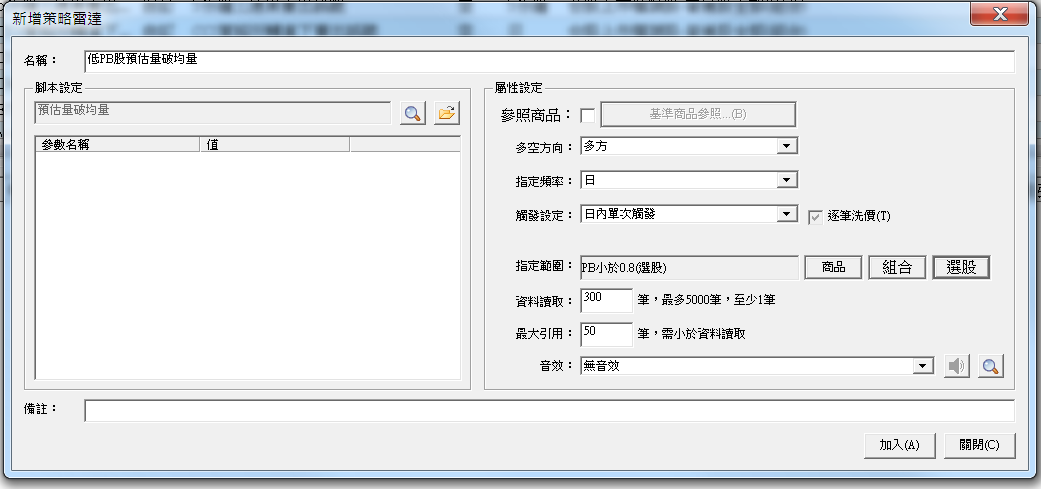 新增策略雷達
名稱：
低PB股預估量破均量
腳本設定
預估量破均量
參數名稱 值
屬性設定
參照商品： 基準商品參照...(B)
多空方向： 多方
指定頻率： 日
觸發設定： 日內單次觸發 逐筆洗價(T)
指定範圍： PB小於0.8(選股) 商品 組合 選股
資料讀取： 300 筆，最多5000筆，至少1筆
最大引用： 50 筆，需小於資料讀取
音效： 無音效
備註：
加入(A) 關閉(C)